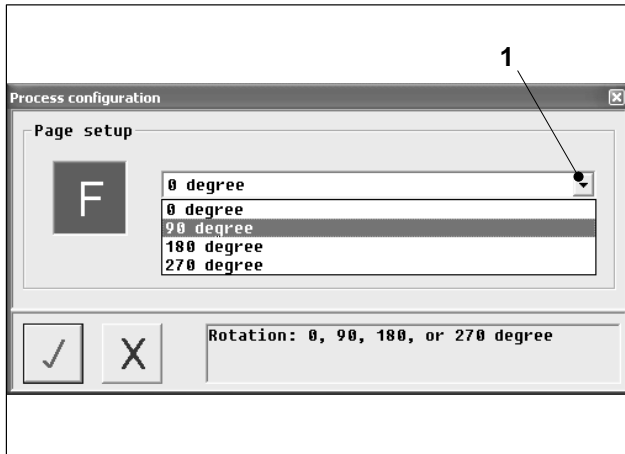 1
Process configuration
Page setup
F
0 degree
0 degree
90 degree
180 degree
270 degree
Rotation: 0, 90, 180, or 270 degree
X